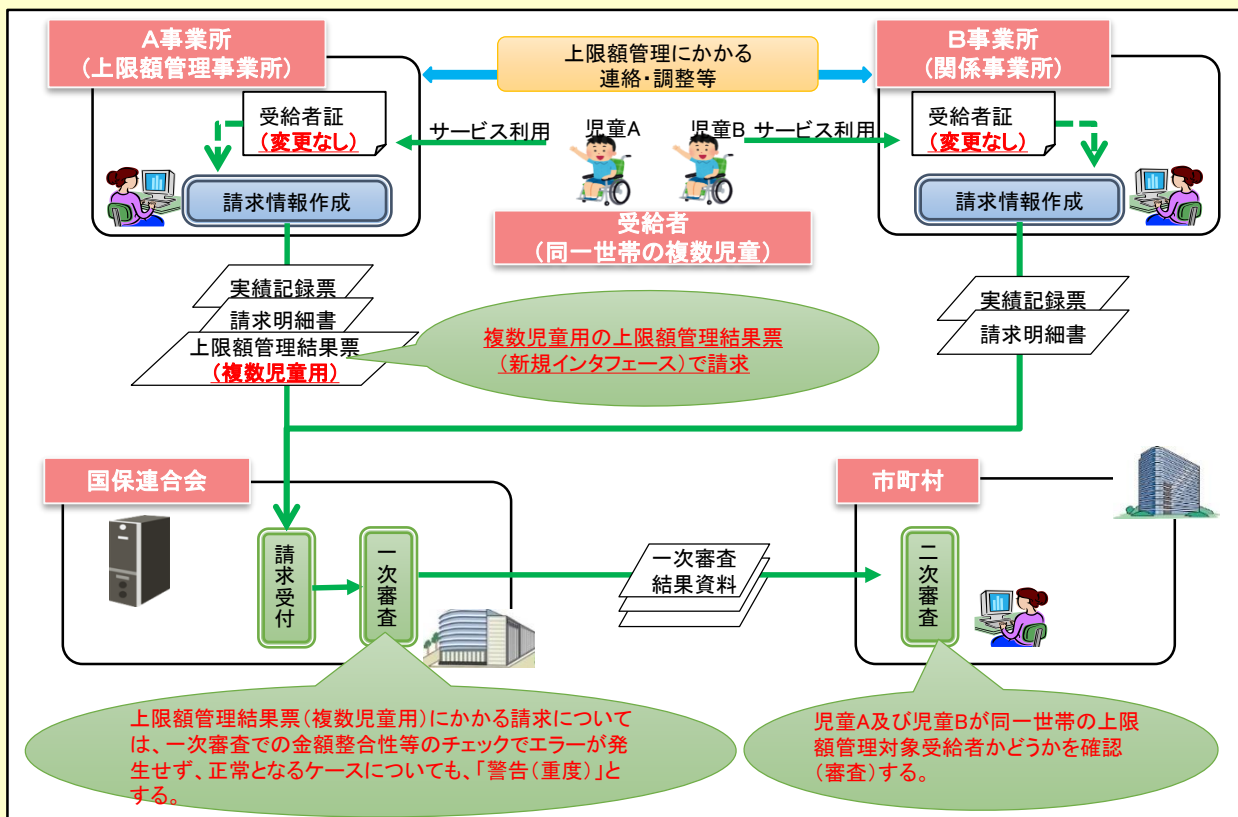 A事業所
（上限額管理事業所）
上限額管理にかかる
連絡・調整等
B事業所
（関係事業所）
受給者証
（変更なし）
サービス利用
児童A
児童B
サービス利用
受給者証
（変更なし）
請求情報作成
請求情報作成
受給者
（同一世帯の複数児童）
実績記録票
請求明細書
上限額管理結果票
（複数児童用）
複数児童用の上限額管理結果票
（新規インタフェース）で請求
実績記録票
請求明細書
国保連合会
市町村
請求受付
一次審査
一次審査
結果資料
二次審査
上限額管理結果票（複数児童用）にかかる請求について
は、一次審査での金額整合性等のチェックでエラーが発
生せず、正常となるケースについても、「警告（重度）」と
する。
児童A及び児童Bが同一世帯の上限
額管理対象受給者かどうかを確認
（審査）する。